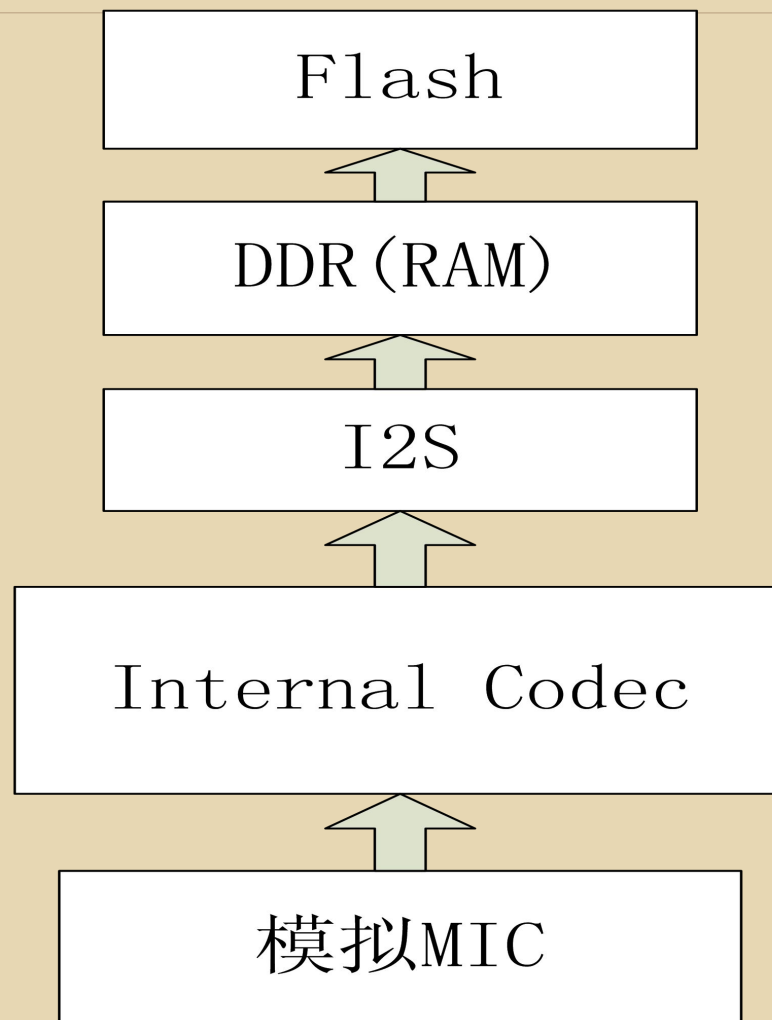 Flash
DDR(RAM)
I2S
Internal Codec
模拟MIC